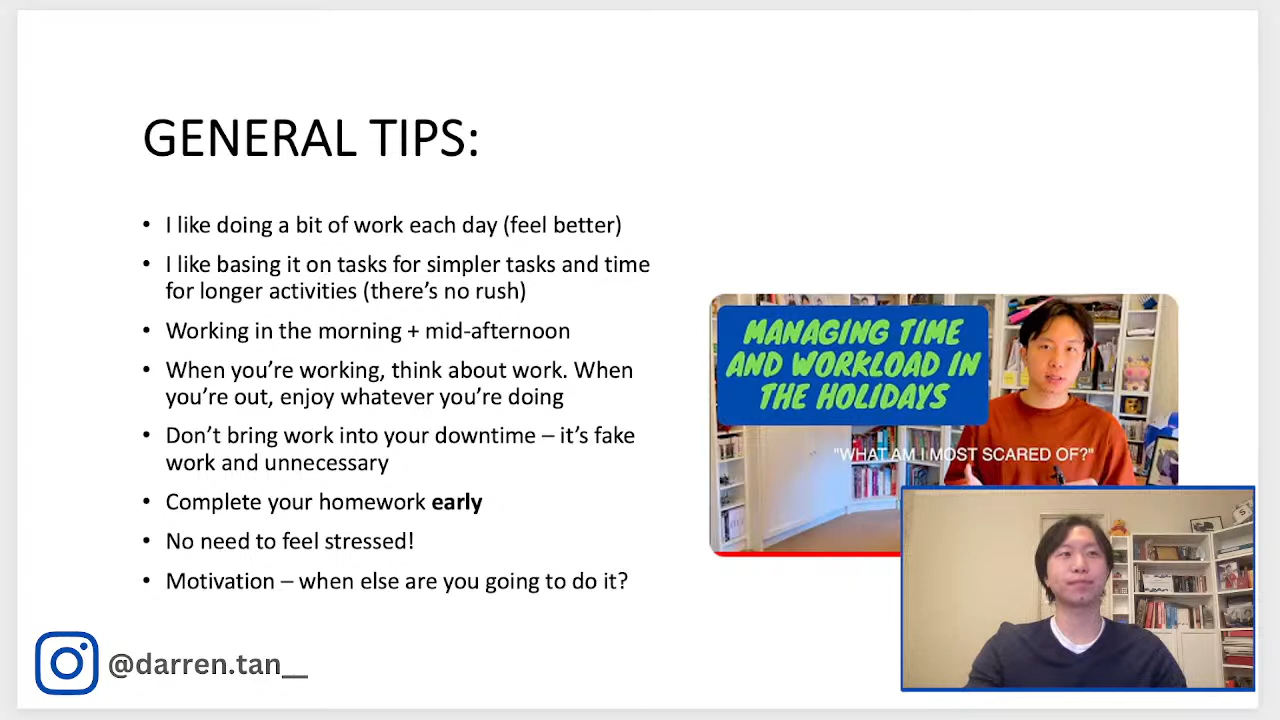 GENERAL TIPS:
• I like doing a bit of work each day (feel better)
• I like basing it on tasks for simpler tasks and time
for longer activities (there's no rush)
• Working in the morning + mid-afternoon
• When you're working, think about work. When
you're out, enjoy whatever you're doing
• Don't bring work into your downtime – it's fake
work and unnecessary
• Complete your homework early
• No need to feel stressed!
• Motivation – when else are you going to do it?
MANAGING TIME
AND WORKLOAD IN
THE HOLIDAYS
"WHAT AM I MOST SCARED OF?"
@darren.tan__